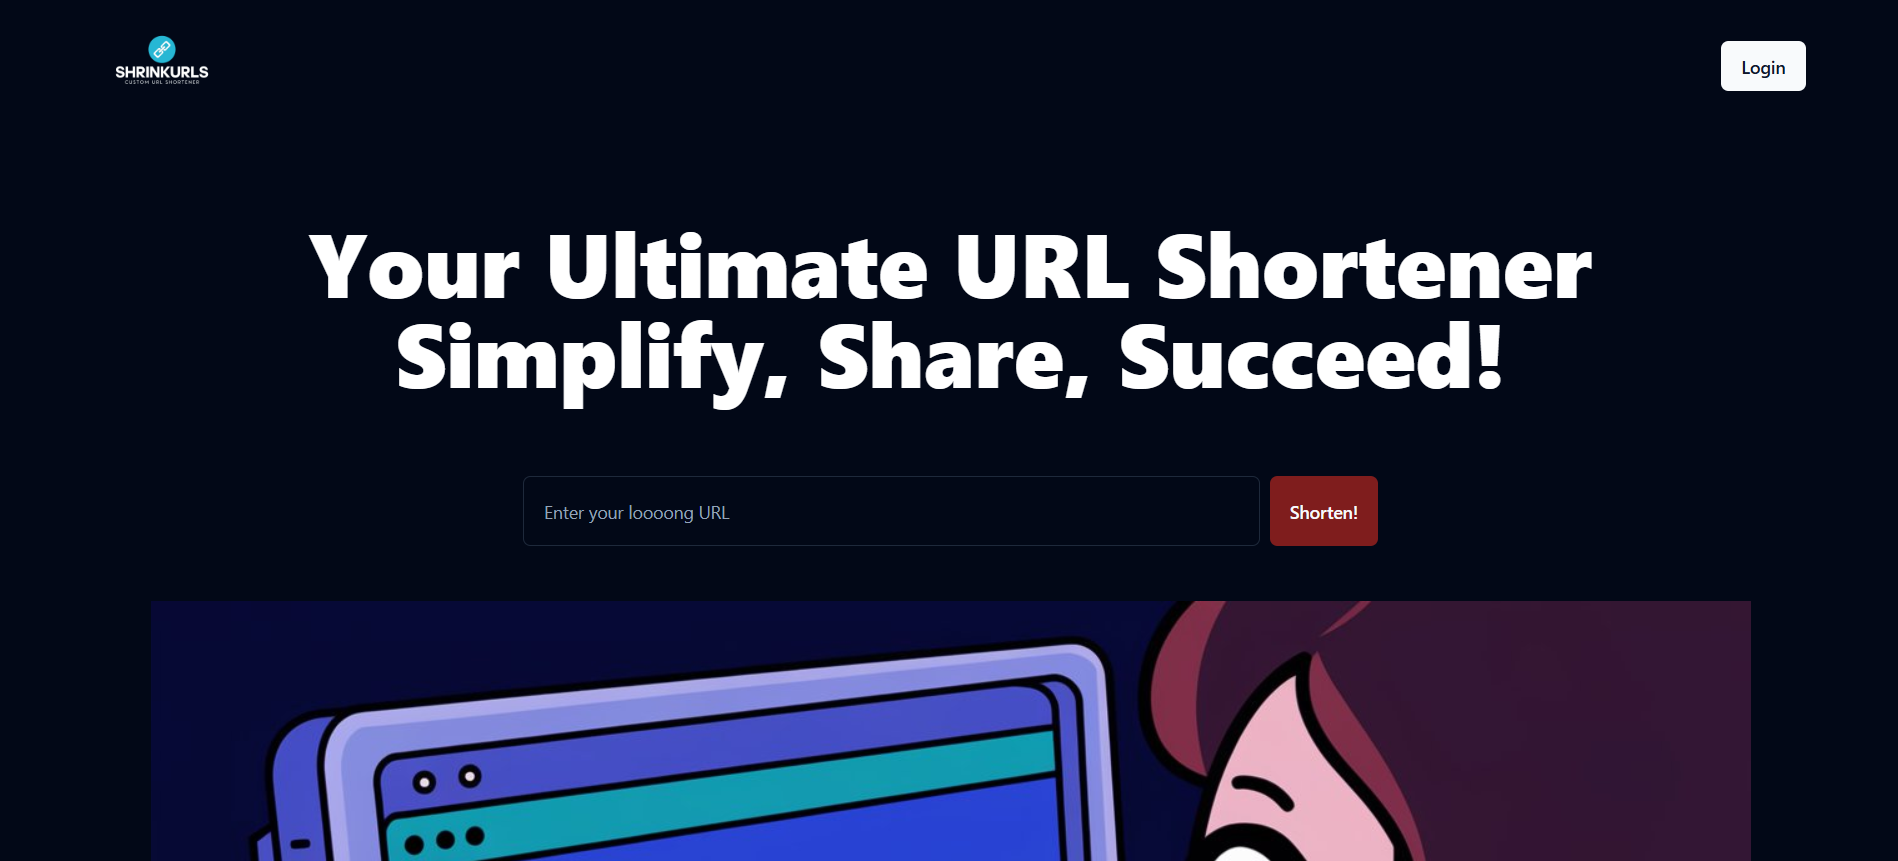 SHRINKURLS
CUSTOM URL SHORTENER
Login
Your Ultimate URL Shortener
Simplify, Share, Succeed!
Enter your loooong URL
Shorten!